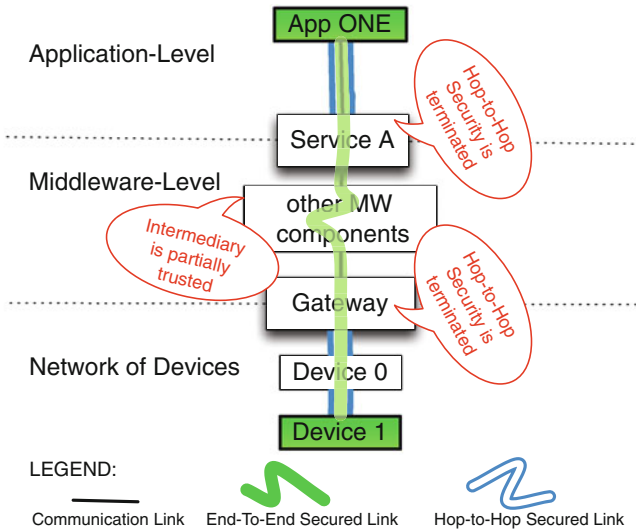 App ONE
Application-Level
Hop-to-Hop
Security is
terminated
Service A
Middleware-Level
other MW
components
Intermediary
is partially
trusted
Hop-to-Hop
Security is
terminated
Gateway
Network of Devices
Device 0
Device 1
LEGEND:
Communication Link
End-To-End Secured Link
Hop-to-Hop Secured Link